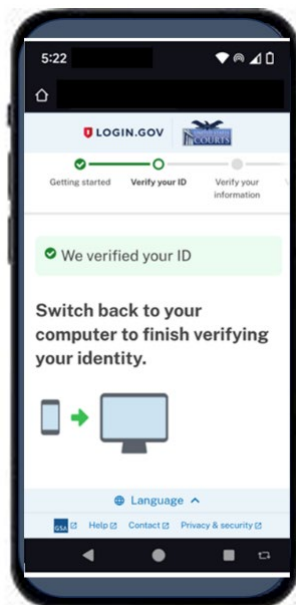 5:22
LOGIN.GOV
COURTS
Getting started
Verify your ID
Verify your
information
We verified your ID
Switch back to your
computer to finish verifying
your identity.
Language
GSA Help Contact Privacy & security